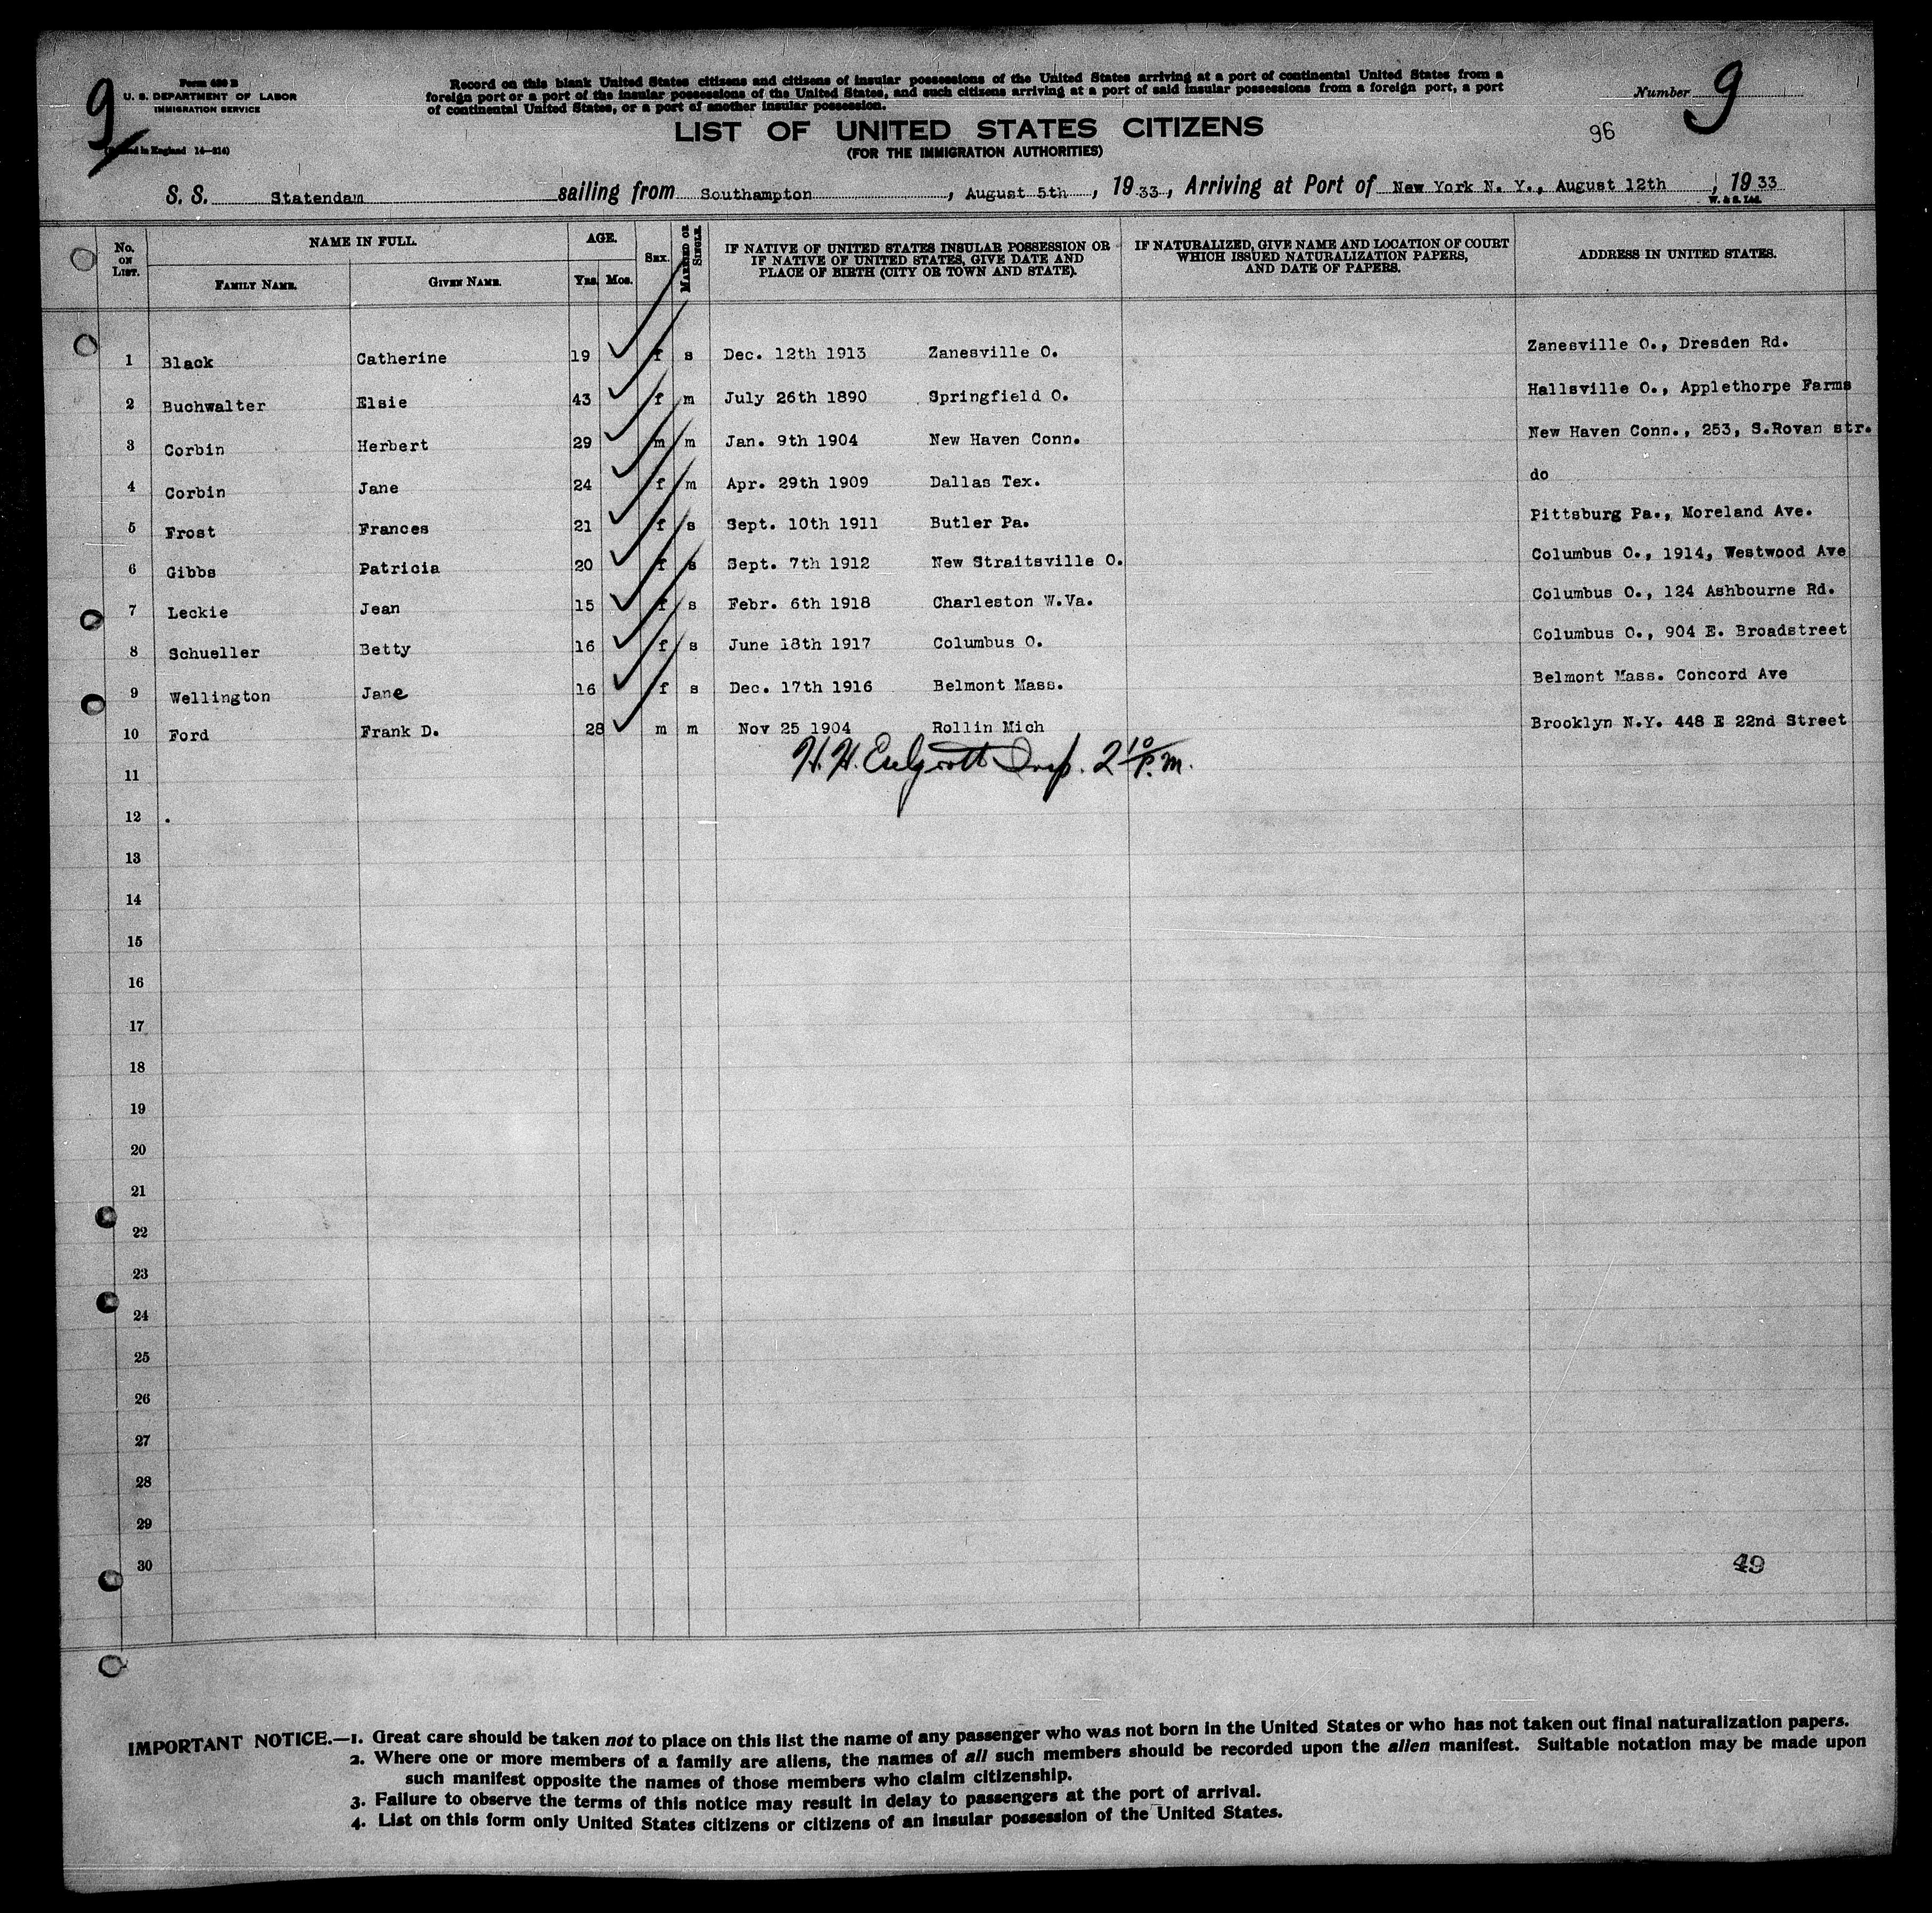 9
Form 630 B
U. S. DEPARTMENT OF LABOR
IMMIGRATION SERVICE
in England 14—214)
Record on this blank United States citizens and citizens of insular possessions of the United States arriving at a port of continental United States from a
foreign port or a port of the insular possessions of the United States, and such citizens arriving at a port of said insular possessions from a foreign port, a port
of continental United States, or a port of another insular possession.
Number 9
LIST OF UNITED STATES CITIZENS
(FOR THE IMMIGRATION AUTHORITIES)
96
S. S. Statendam sailing from Southampton, August 5th, 1933, Arriving at Port of New York N. Y., August 12th, 1933
W. & S. Ltd.
No. ON LIST. NAME IN FULL. FAMILY NAME. GIVEN NAME. AGE. YRS. MOS. SEX. MARRIED OR SINGLE. IF NATIVE OF UNITED STATES INSULAR POSSESSION OR IF NATIVE OF UNITED STATES, GIVE DATE AND PLACE OF BIRTH (CITY OR TOWN AND STATE). IF NATURALIZED, GIVE NAME AND LOCATION OF COURT WHICH ISSUED NATURALIZATION PAPERS, AND DATE OF PAPERS. ADDRESS IN UNITED STATES.
1 Black Catherine 19 f s Dec. 12th 1913 Zanesville O. Zanesville O., Dresden Rd.
2 Buchwalter Elsie 43 f m July 26th 1890 Springfield O. Hallsville O., Applethorpe Farms
3 Corbin Herbert 29 m m Jan. 9th 1904 New Haven Conn. New Haven Conn., 253, S.Rovan str.
4 Corbin Jane 24 f m Apr. 29th 1909 Dallas Tex. do
5 Frost Frances 21 f s Sept. 10th 1911 Butler Pa. Pittsburg Pa., Moreland Ave.
6 Gibbs Patricia 20 f s Sept. 7th 1912 New Straitsville O. Columbus O., 1914, Westwood Ave
7 Leckie Jean 15 f s Febr. 6th 1918 Charleston W.Va. Columbus O., 124 Ashbourne Rd.
8 Schueller Betty 16 f s June 18th 1917 Columbus O. Columbus O., 904 E. Broadstreet
9 Wellington Jane 16 f s Dec. 17th 1916 Belmont Mass. Belmont Mass. Concord Ave
10 Ford Frank D. 28 m m Nov 25 1904 Rollin Mich Brooklyn N.Y. 448 E 22nd Street
H. H. Insp. 2 10 P.M.
11
12
13
14
15
16
17
18
19
20
21
22
23
24
25
26
27
28
29
30
49
IMPORTANT NOTICE.—1. Great care should be taken not to place on this list the name of any passenger who was not born in the United States or who has not taken out final naturalization papers.
2. Where one or more members of a family are aliens, the names of all such members should be recorded upon the alien manifest. Suitable notation may be made upon
such manifest opposite the names of those members who claim citizenship.
3. Failure to observe the terms of this notice may result in delay to passengers at the port of arrival.
4. List on this form only United States citizens or citizens of an insular possession of the United States.